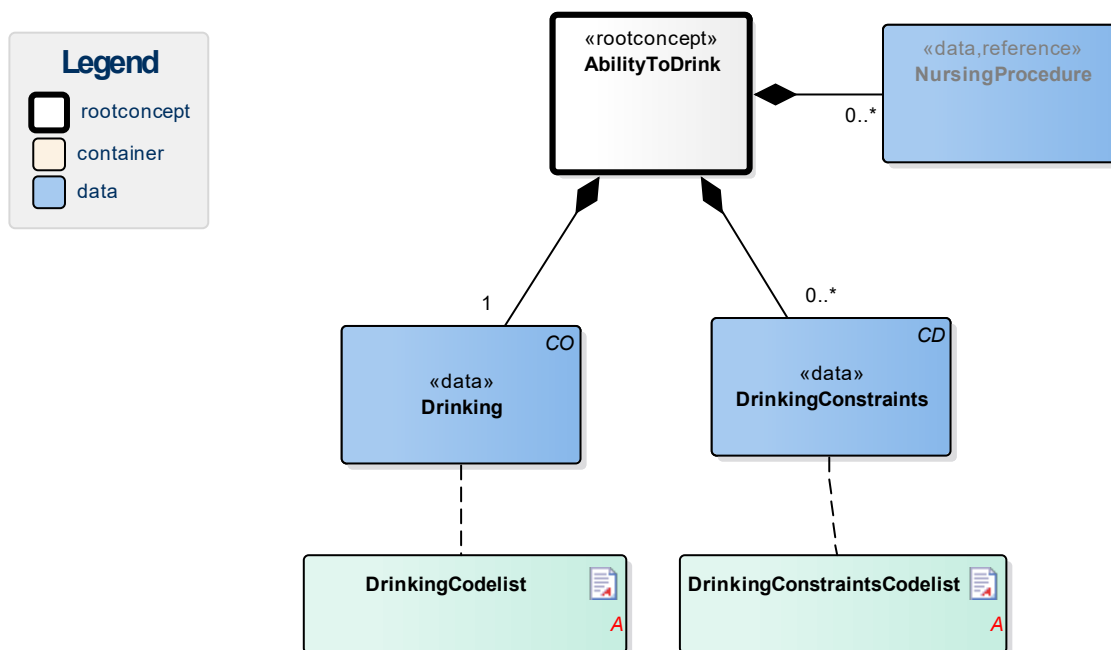 Legend
rootconcept
container
data
«rootconcept»
AbilityToDrink
«data,reference»
NursingProcedure
0..*
1
0..*
CO
«data»
Drinking
CD
«data»
DrinkingConstraints
DrinkingCodelist
A
A
DrinkingConstraintsCodelist
A
A